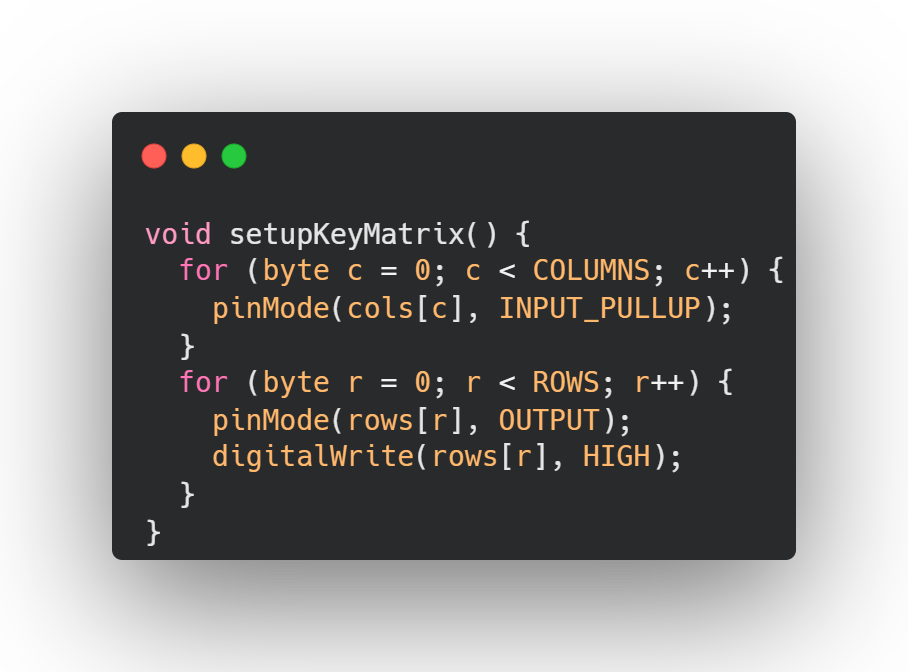 void setupKeyMatrix() {
  for (byte c = 0; c < COLUMNS; c++) {
    pinMode(cols[c], INPUT_PULLUP);
  }
  for (byte r = 0; r < ROWS; r++) {
    pinMode(rows[r], OUTPUT);
    digitalWrite(rows[r], HIGH);
  }
}